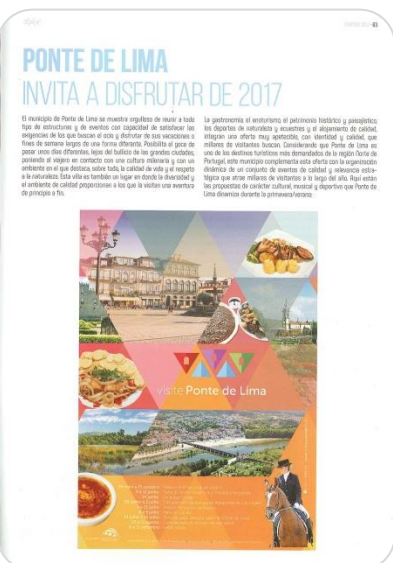 PONTE DE LIMA
INVITA A DISFRUTAR DE 2017
El municipio de Ponte de Lima se muestra orgulloso de reunir a todo
tipo de estructuras y de eventos con capacidad de satisfacer las
exigencias de los que buscan el ocio y disfrutar de sus vacaciones o
fines de semana largos de una forma diferente. Posibilita el goce de
pasar unos días diferentes, lejos del bullicio de las grandes ciudades,
poniendo al viajero en contacto con una cultura milenaria y con un
ambiente en el que destaca sobre todo, la calidad de vida y el respeto
a la naturaleza. Esta villa es también un lugar en donde la diversidad y
el ambiente de calidad proporcionan a los que la visiten una aventura
de principio a fin.
La gastronomía, el enoturismo, el patrimonio histórico y paisajístico,
los deportes de naturaleza y ecuestres y el alojamiento de calidad,
integran una oferta muy apetecible, con identidad y calidad, que
millares de visitantes buscan. Considerando que Ponte de Lima es
uno de los destinos turísticos más demandados de la región Norte de
Portugal, este municipio complementa esta oferta con la organización
dinámica de un conjunto de eventos de calidad y relevancia estra-
tégica que atrae millares de visitantes a lo largo del año. Aquí están
las propuestas de carácter cultural, musical y deportivo que Ponte de
Lima dinamiza durante la primavera/verano.
visite Ponte de Lima